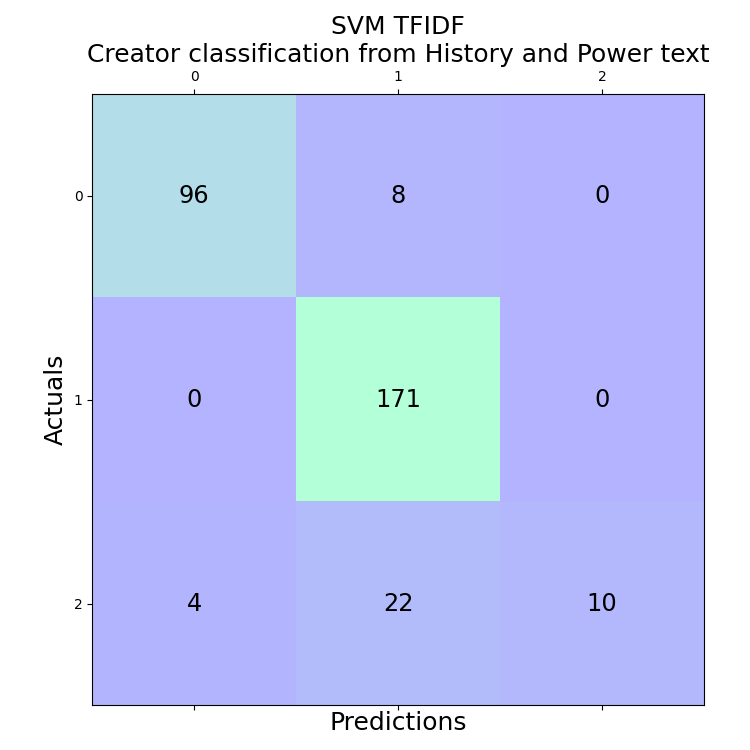 SVM TFIDF
Creator classification from History and Power text
0 1 2
0 96 8 0
Actuals
1 0 171 0
2 4 22 10
Predictions